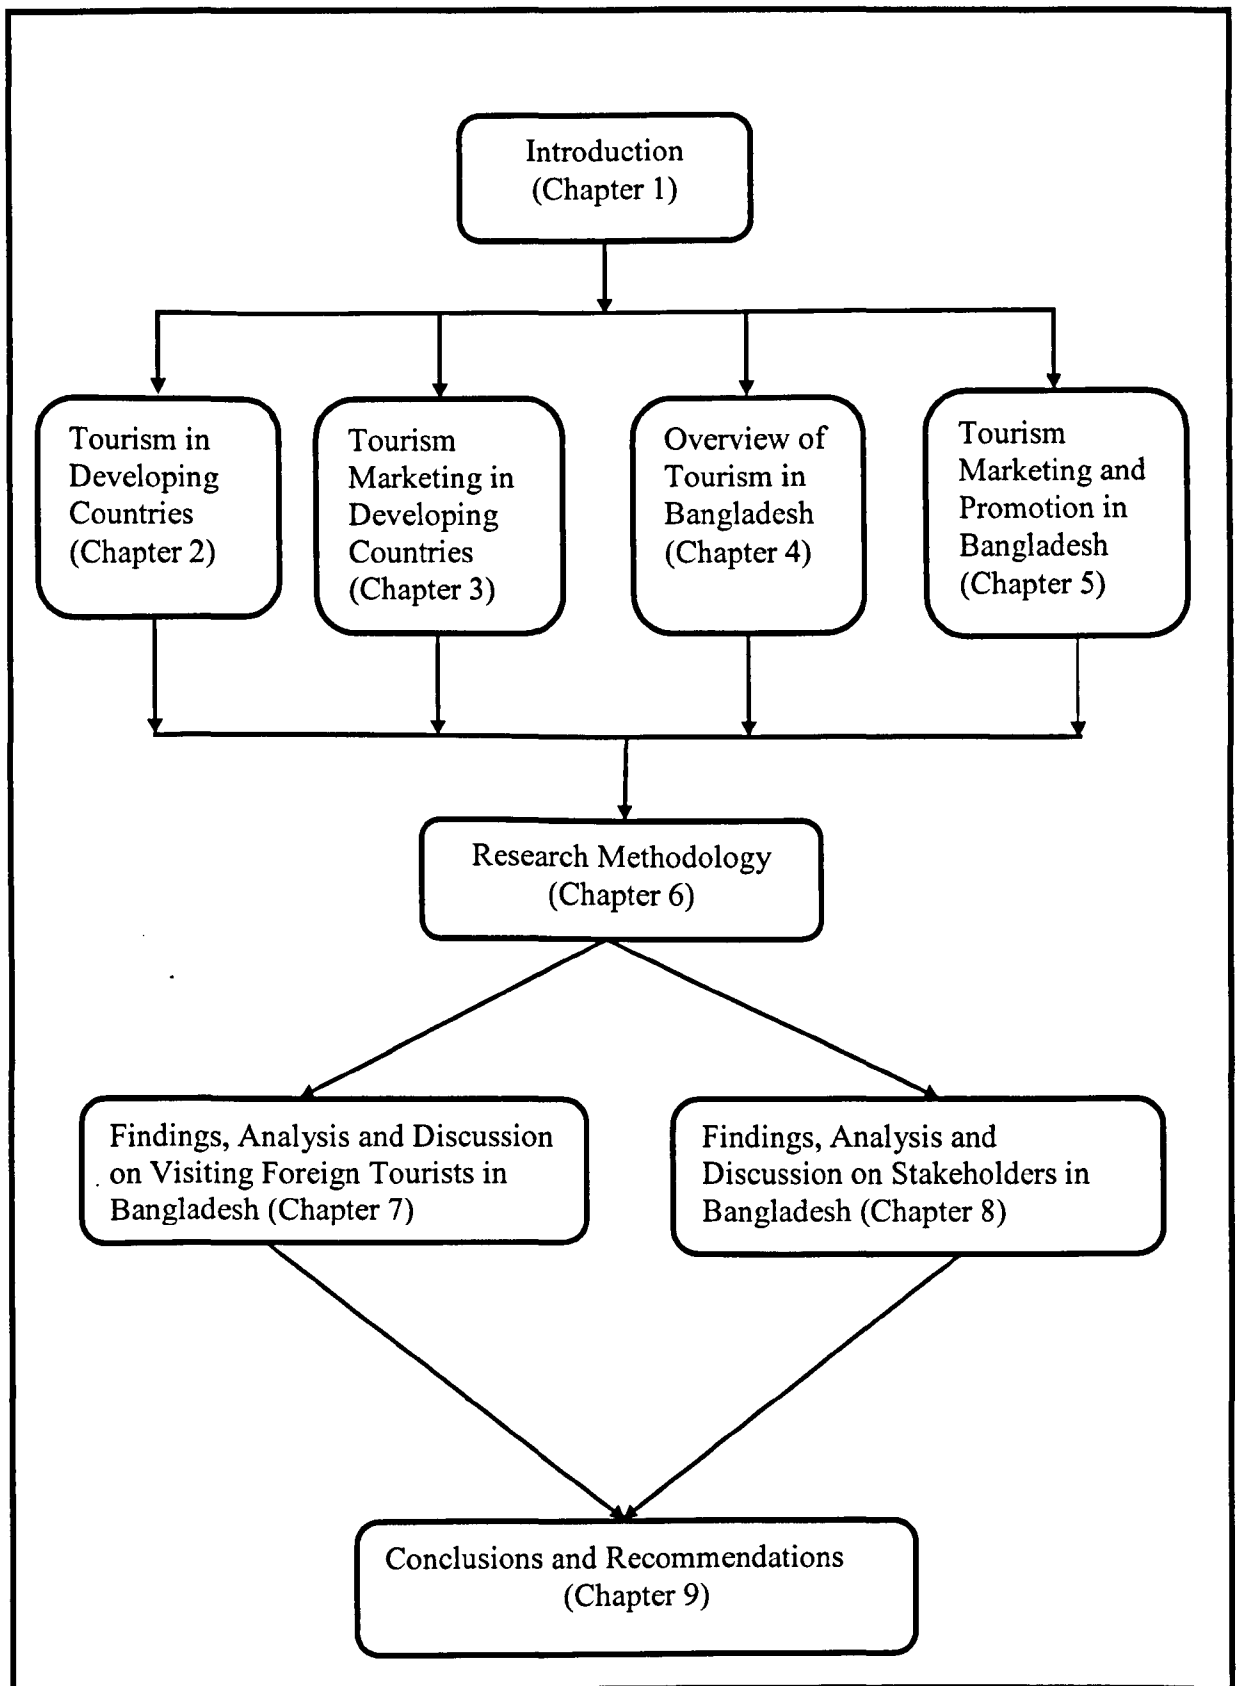 Introduction
(Chapter 1)
Tourism in
Developing
Countries
(Chapter 2)
Tourism
Marketing in
Developing
Countries
(Chapter 3)
Overview of
Tourism in
Bangladesh
(Chapter 4)
Tourism
Marketing and
Promotion in
Bangladesh
(Chapter 5)
Research Methodology
(Chapter 6)
Findings, Analysis and Discussion
on Visiting Foreign Tourists in
Bangladesh (Chapter 7)
Findings, Analysis and
Discussion on Stakeholders in
Bangladesh (Chapter 8)
Conclusions and Recommendations
(Chapter 9)